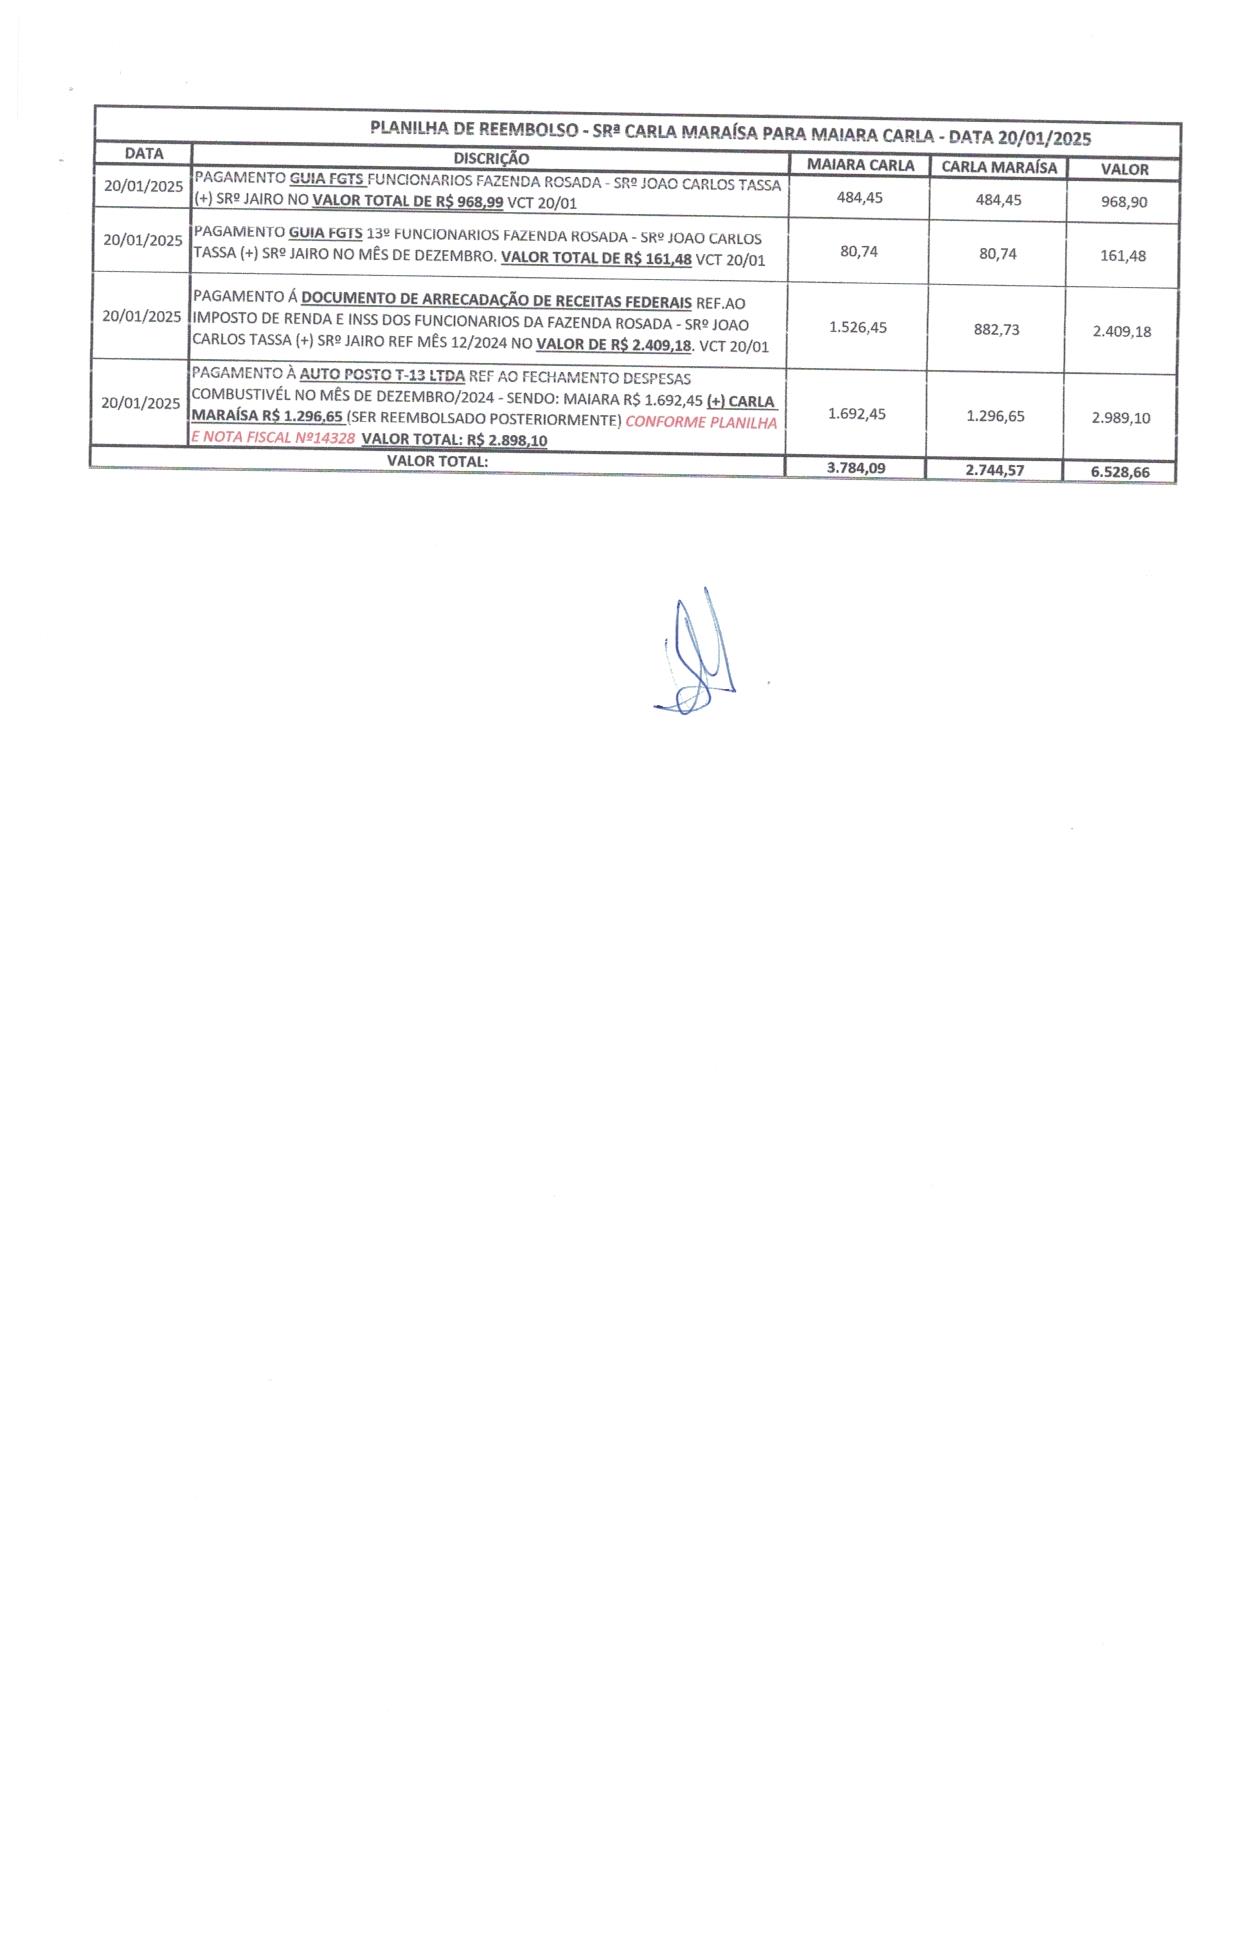 PLANILHA DE REEMBOLSO - SRª CARLA MARAÍSA PARA MAIARA CARLA - DATA 20/01/2025
DATA DISCRIÇÃO MAIARA CARLA CARLA MARAÍSA VALOR
20/01/2025 PAGAMENTO GUIA FGTS FUNCIONARIOS FAZENDA ROSADA - SRº JOAO CARLOS TASSA
(+) SRº JAIRO NO VALOR TOTAL DE R$ 968,99 VCT 20/01 484,45 484,45 968,90
20/01/2025 PAGAMENTO GUIA FGTS 13º FUNCIONARIOS FAZENDA ROSADA - SRº JOAO CARLOS
TASSA (+) SRº JAIRO NO MÊS DE DEZEMBRO. VALOR TOTAL DE R$ 161,48 VCT 20/01 80,74 80,74 161,48
PAGAMENTO Á DOCUMENTO DE ARRECADAÇÃO DE RECEITAS FEDERAIS REF.AO
20/01/2025 IMPOSTO DE RENDA E INSS DOS FUNCIONARIOS DA FAZENDA ROSADA - SRº JOAO 1.526,45 882,73 2.409,18
CARLOS TASSA (+) SRº JAIRO REF MÊS 12/2024 NO VALOR DE R$ 2.409,18. VCT 20/01
PAGAMENTO À AUTO POSTO T-13 LTDA REF AO FECHAMENTO DESPESAS
20/01/2025 COMBUSTIVÉL NO MÊS DE DEZEMBRO/2024 - SENDO: MAIARA R$ 1.692,45 (+) CARLA
MARAÍSA R$ 1.296,65 (SER REEMBOLSADO POSTERIORMENTE) CONFORME PLANILHA 1.692,45 1.296,65 2.989,10
E NOTA FISCAL Nº14328 VALOR TOTAL: R$ 2.898,10
VALOR TOTAL: 3.784,09 2.744,57 6.528,66